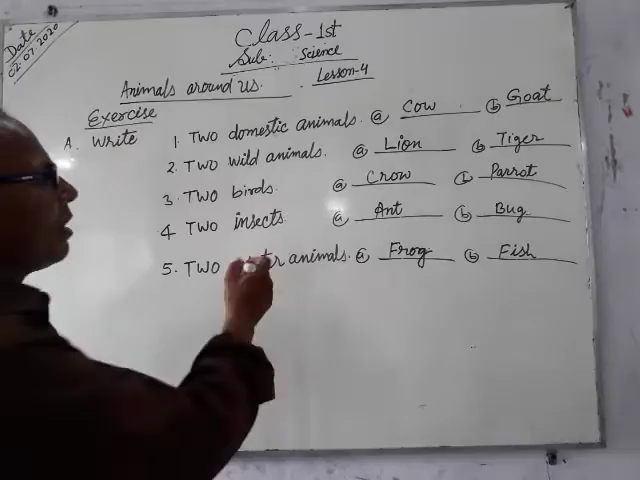 Date
02.07.2020
Class-1st
Sub: Science
Lesson-4
Animals around us.
Exercise
A. Write 1. Two domestic animals. (a) Cow (b) Goat
2. Two wild animals. (a) Lion (b) Tiger
3. Two birds. (a) Crow (b) Parrot
4 Two insects. (a) Ant (b) Bug
5. Two animals. (a) Frog (b) Fish